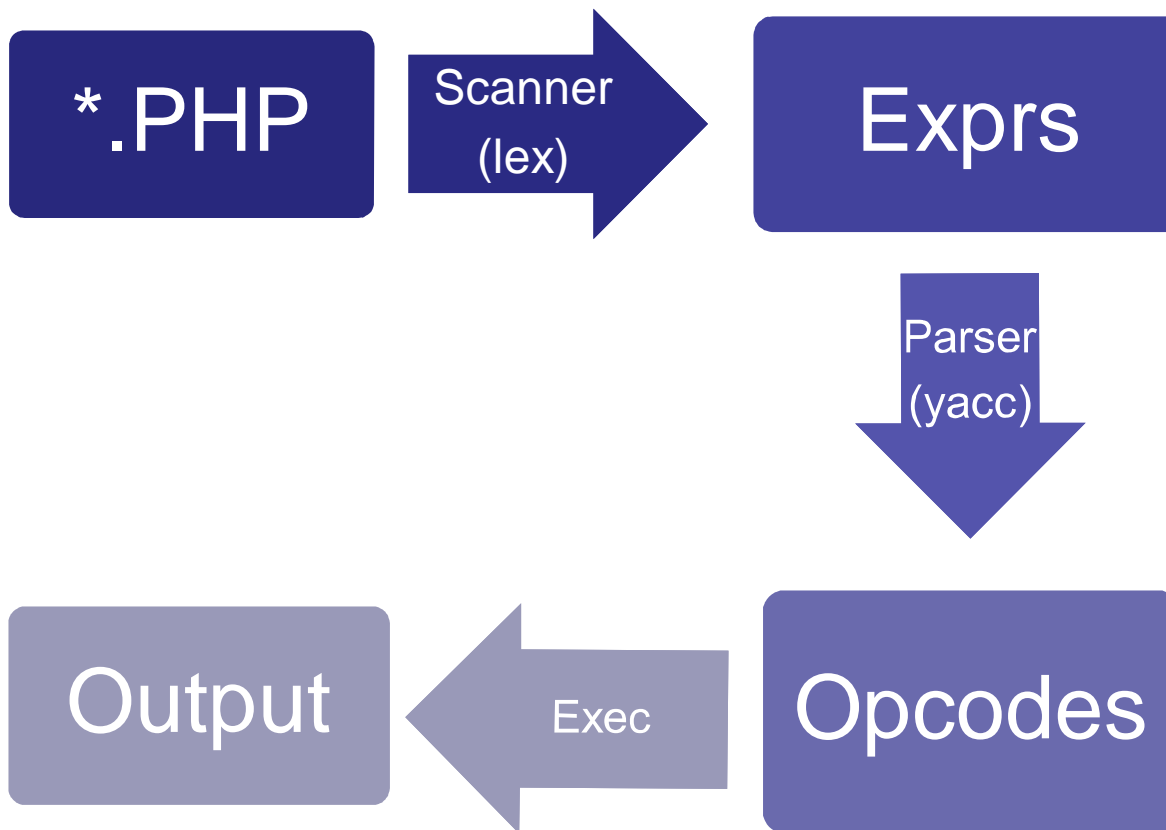 *.PHP
Scanner
(lex)
Exprs
Parser
(yacc)
Opcodes
Exec
Output